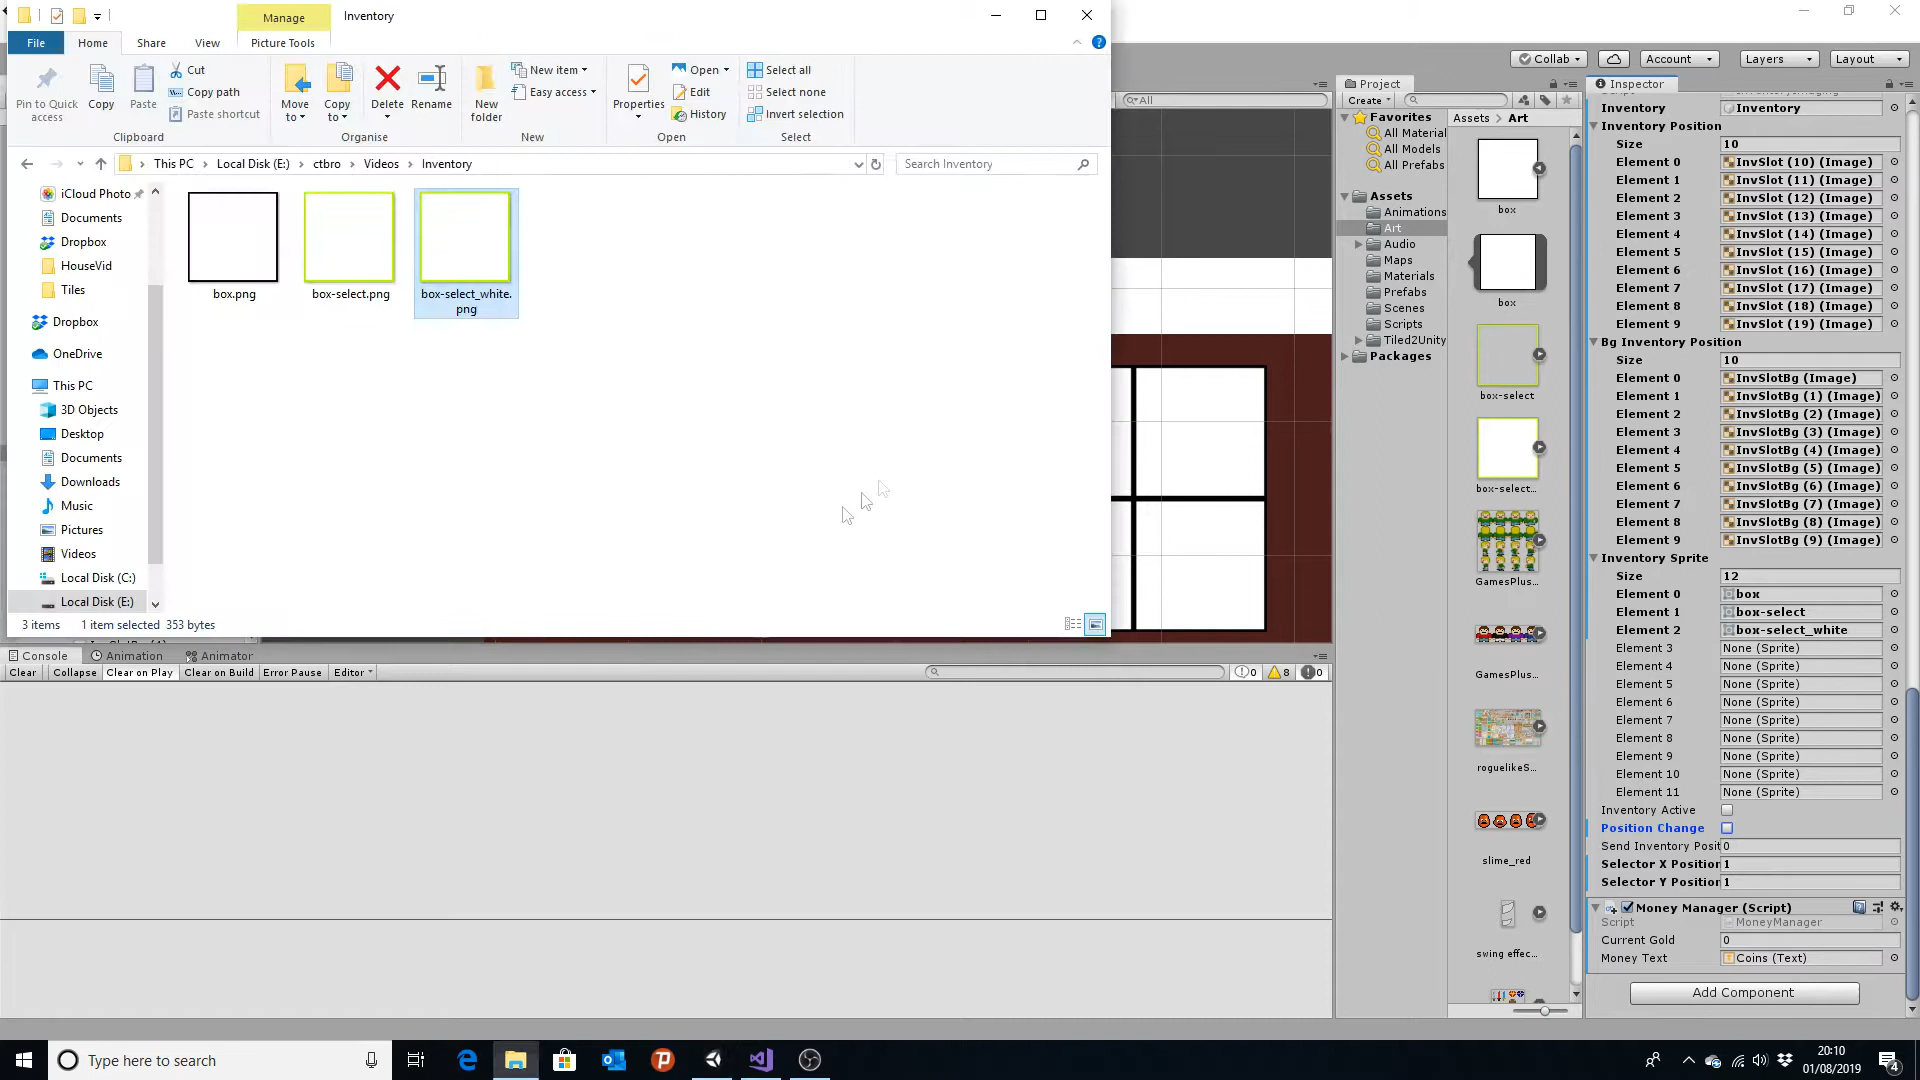 Manage
Inventory
File
Home
Share
View
Picture Tools
Pin to Quick access
Copy
Paste
Cut
Copy path
Paste shortcut
Clipboard
Move to
Copy to
Delete
Rename
Organise
New folder
New item
Easy access
New
Properties
Open
Edit
History
Open
Select all
Select none
Invert selection
Select
This PC > Local Disk (E:) > ctbro > Videos > Inventory
Search Inventory
iCloud Photo
Documents
Dropbox
HouseVid
Tiles
Dropbox
OneDrive
This PC
3D Objects
Desktop
Documents
Downloads
Music
Pictures
Videos
Local Disk (C:)
Local Disk (E:)
box.png
box-select.png
box-select_white.png
3 items
1 item selected 353 bytes
Collab
Account
Layers
Layout
All
Project
Create
Favorites
All Material
All Models
All Prefabs
Assets
Animations
Art
Audio
Maps
Materials
Prefabs
Scenes
Scripts
Tiled2Unity
Packages
Assets > Art
box
box
box-select
box-select...
GamesPlus...
GamesPlus...
roguelikeS...
slime_red
swing effec...
Inspector
Inventory
Inventory
Inventory Position
Size 10
Element 0 InvSlot (10) (Image)
Element 1 InvSlot (11) (Image)
Element 2 InvSlot (12) (Image)
Element 3 InvSlot (13) (Image)
Element 4 InvSlot (14) (Image)
Element 5 InvSlot (15) (Image)
Element 6 InvSlot (16) (Image)
Element 7 InvSlot (17) (Image)
Element 8 InvSlot (18) (Image)
Element 9 InvSlot (19) (Image)
Bg Inventory Position
Size 10
Element 0 InvSlotBg (Image)
Element 1 InvSlotBg (1) (Image)
Element 2 InvSlotBg (2) (Image)
Element 3 InvSlotBg (3) (Image)
Element 4 InvSlotBg (4) (Image)
Element 5 InvSlotBg (5) (Image)
Element 6 InvSlotBg (6) (Image)
Element 7 InvSlotBg (7) (Image)
Element 8 InvSlotBg (8) (Image)
Element 9 InvSlotBg (9) (Image)
Inventory Sprite
Size 12
Element 0 box
Element 1 box-select
Element 2 box-select_white
Element 3 None (Sprite)
Element 4 None (Sprite)
Element 5 None (Sprite)
Element 6 None (Sprite)
Element 7 None (Sprite)
Element 8 None (Sprite)
Element 9 None (Sprite)
Element 10 None (Sprite)
Element 11 None (Sprite)
Inventory Active
Position Change
Send Inventory Posit 0
Selector X Position 1
Selector Y Position 1
Money Manager (Script)
Script MoneyManager
Current Gold 0
Money Text Coins (Text)
Add Component
Console
Animation
Animator
Clear
Collapse
Clear on Play
Clear on Build
Error Pause
Editor
0
8
0
Type here to search
20:10
01/08/2019
4